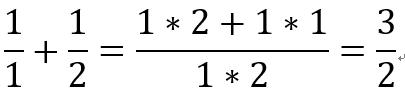 1/1 + 1/2 = (1 * 2 + 1 * 1)/(1 * 2) = 3/2